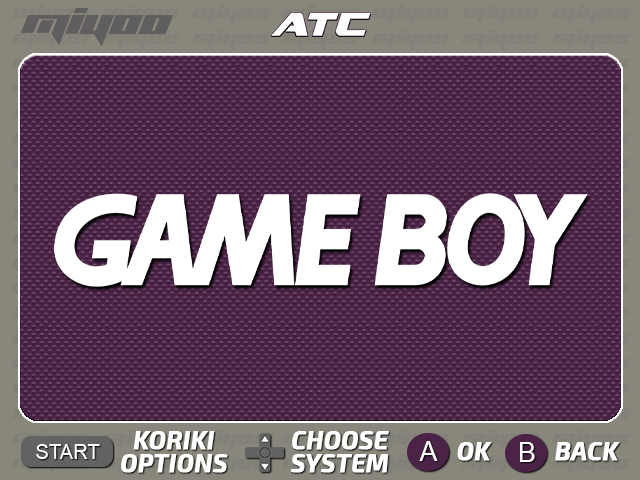 miyoo
ATC
GAME BOY
START
KORIKI
OPTIONS
CHOOSE
SYSTEM
A
OK
B
BACK